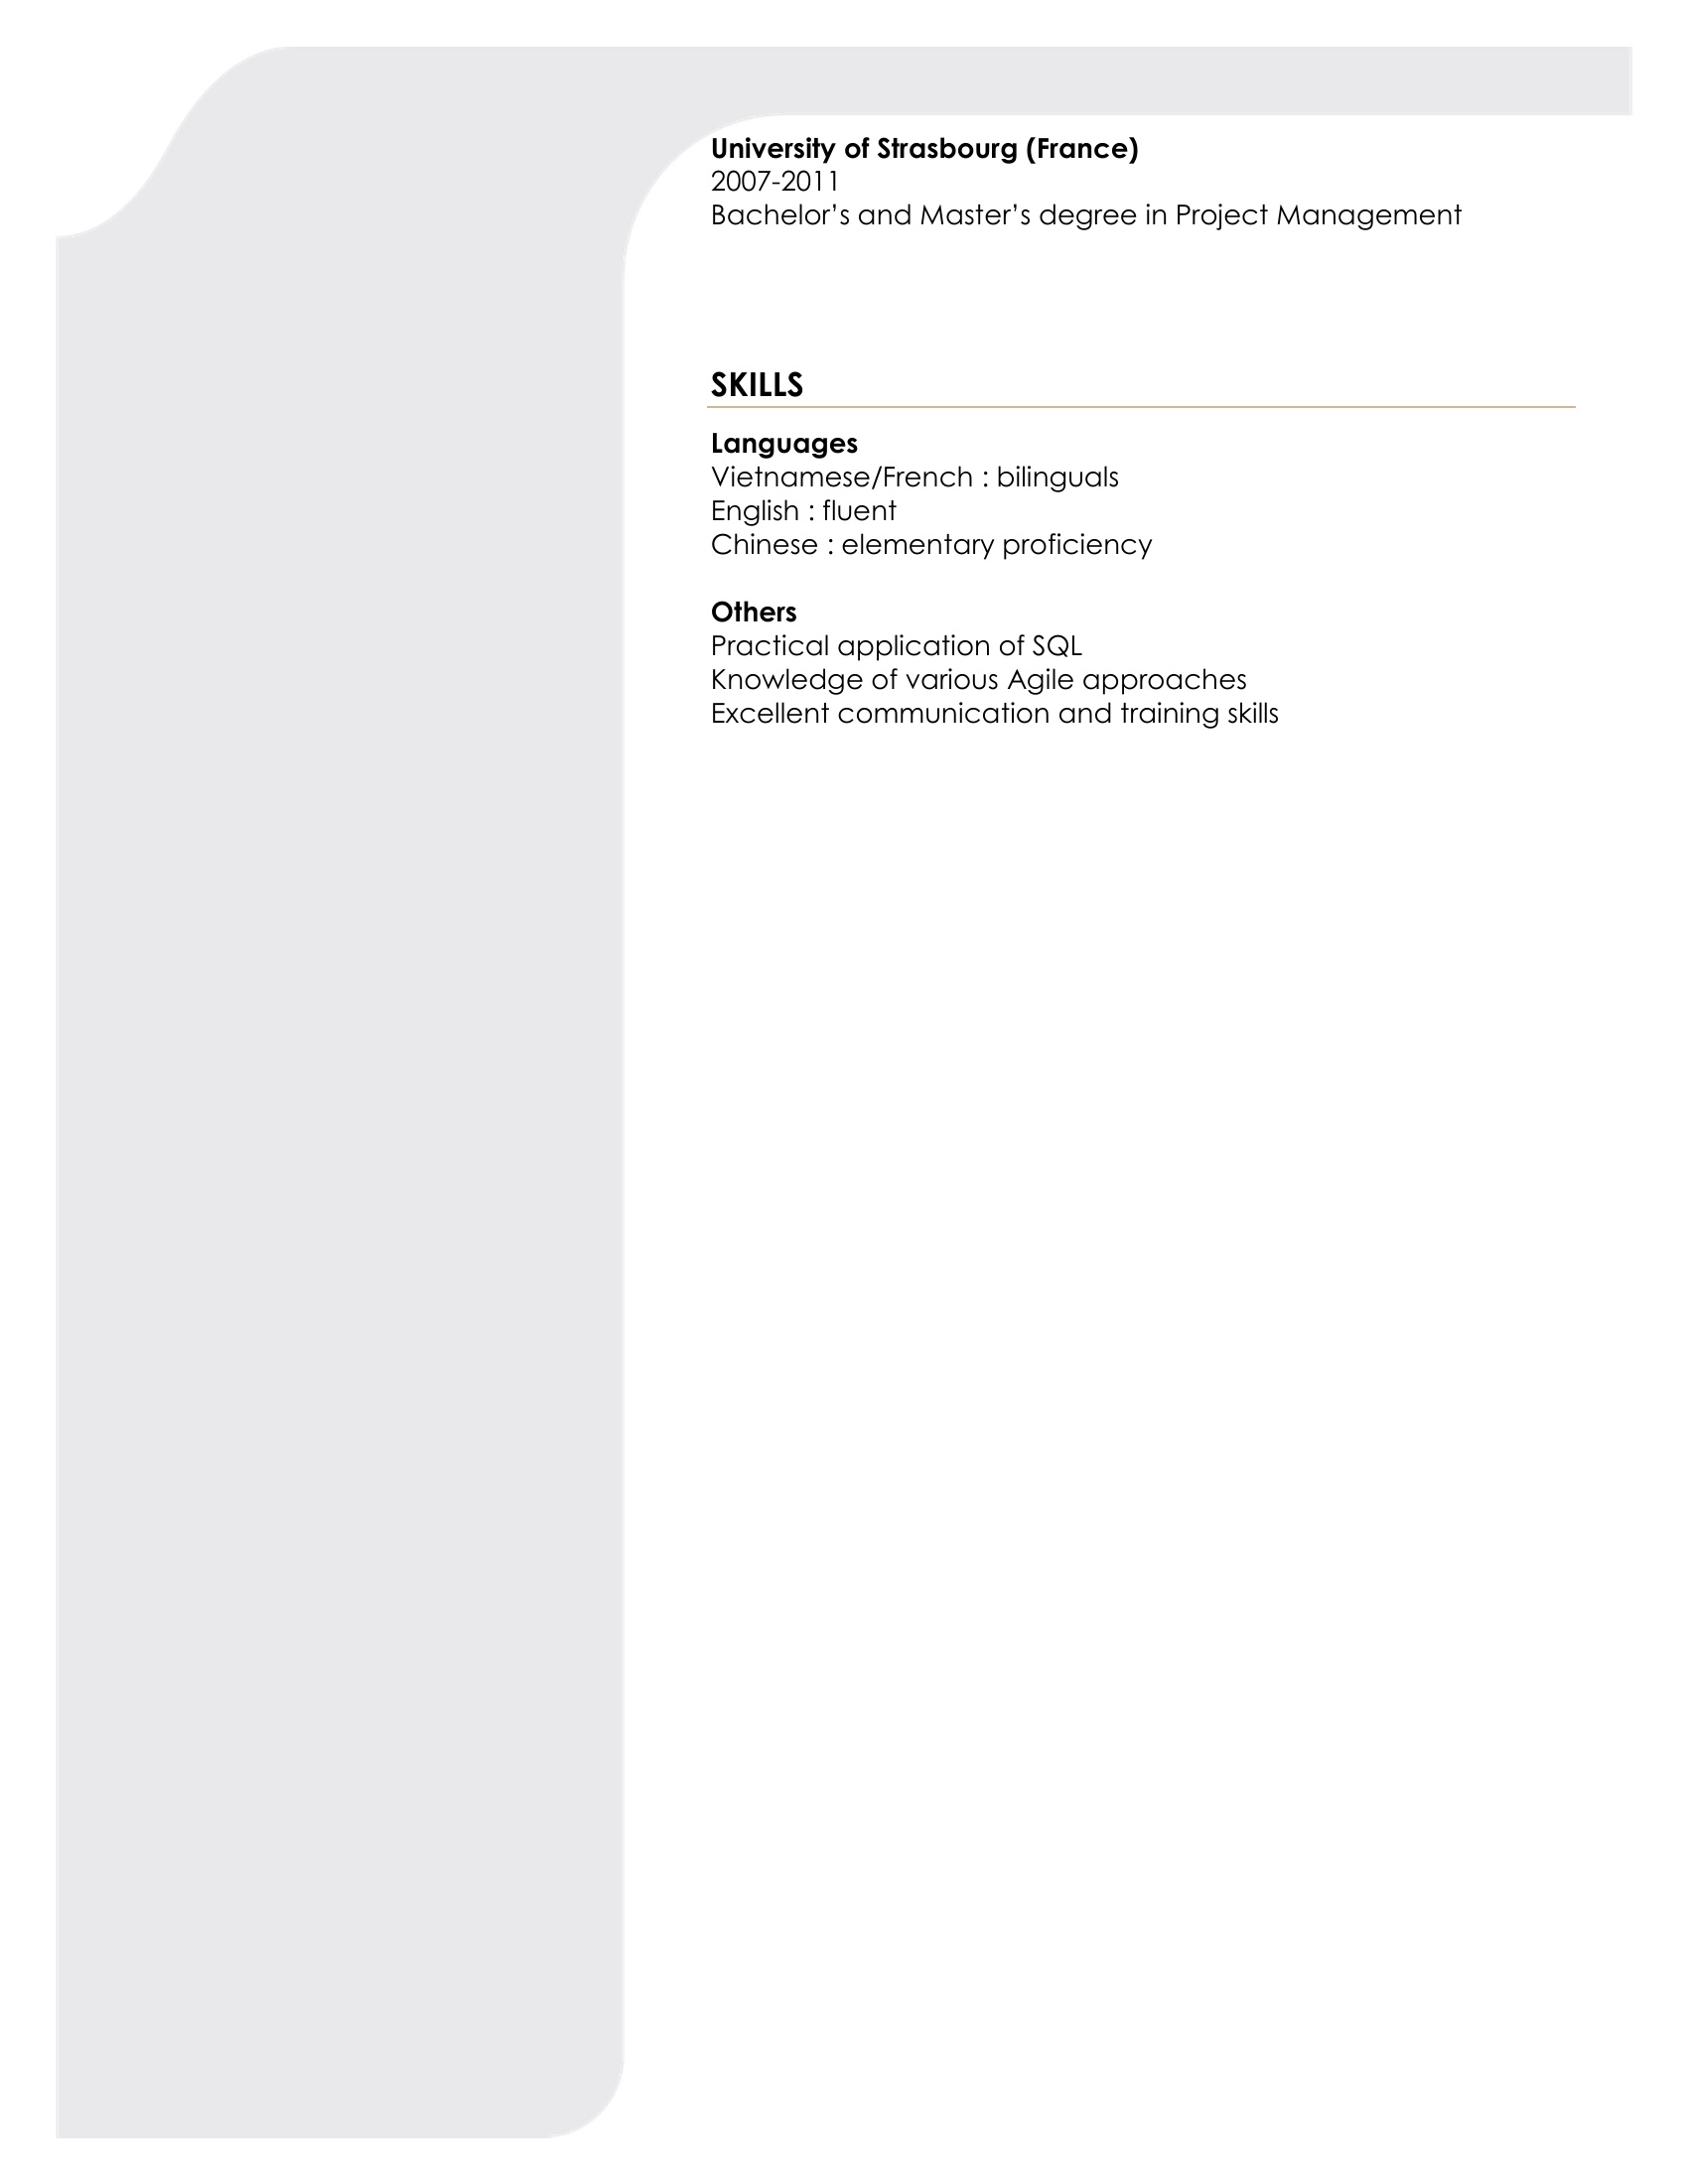 University of Strasbourg (France)
2007-2011
Bachelor’s and Master’s degree in Project Management
SKILLS
Languages
Vietnamese/French : bilinguals
English : fluent
Chinese : elementary proficiency
Others
Practical application of SQL
Knowledge of various Agile approaches
Excellent communication and training skills